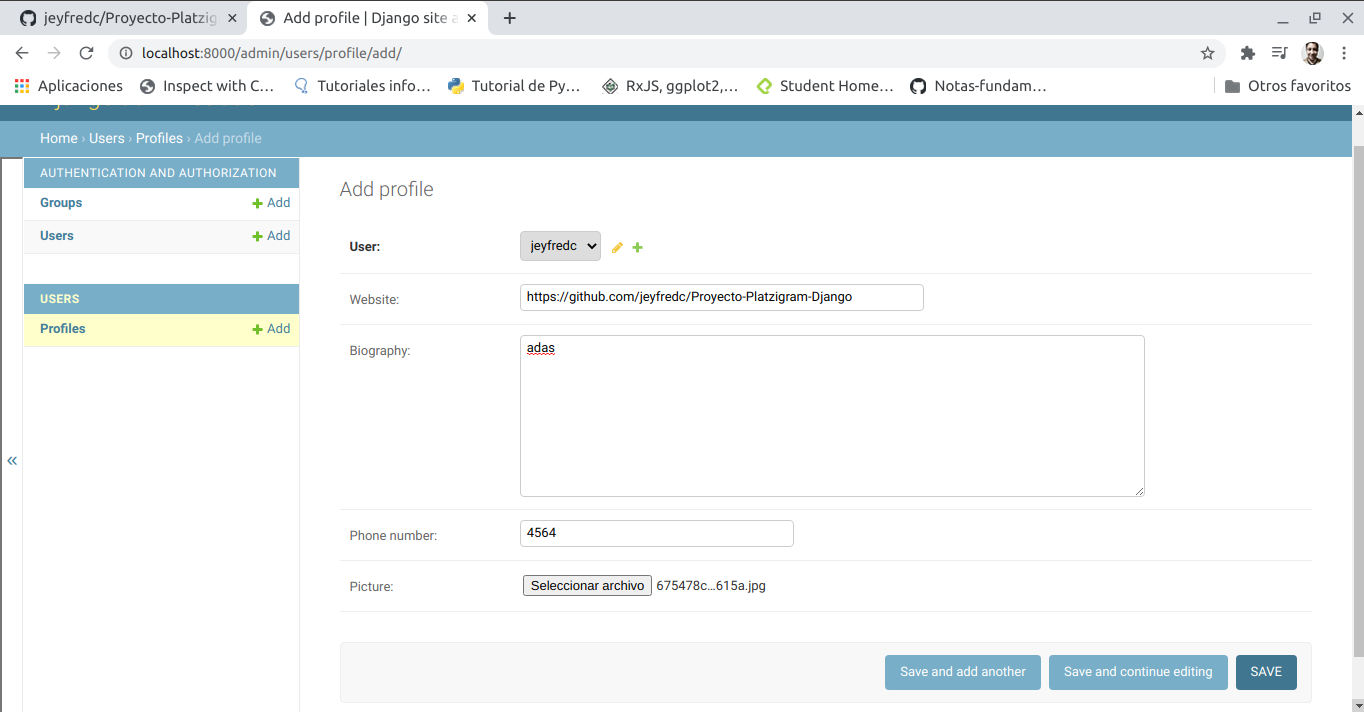 jeyfredc/Proyecto-Platzig
Add profile | Django site a
localhost:8000/admin/users/profile/add/
Aplicaciones
Inspect with C...
Tutoriales info...
Tutorial de Py...
RxJS, ggplot2,...
Student Home...
Notas-fundam...
Otros favoritos
Home › Users › Profiles › Add profile
AUTHENTICATION AND AUTHORIZATION
Groups + Add
Users + Add
USERS
Profiles + Add
«
Add profile
User: jeyfredc
Website: https://github.com/jeyfredc/Proyecto-Platzigram-Django
Biography: adas
Phone number: 4564
Picture: Seleccionar archivo 675478c...615a.jpg
Save and add another
Save and continue editing
SAVE